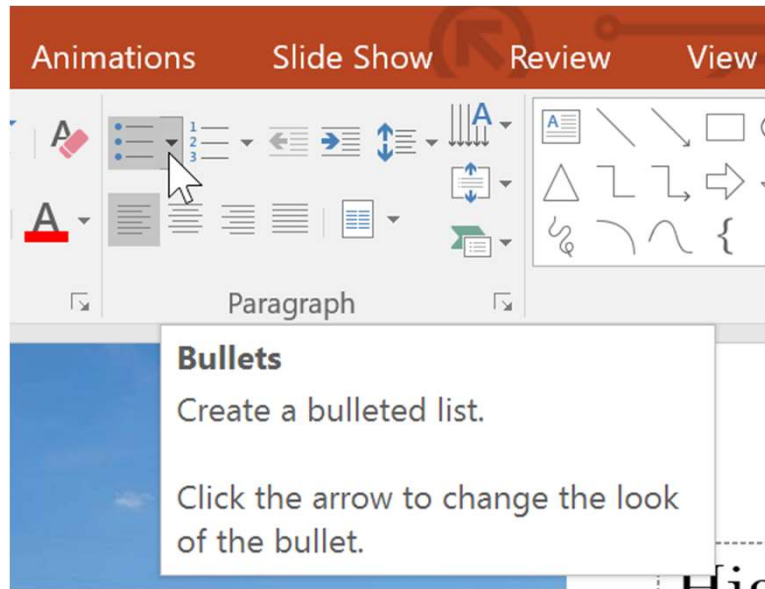 Animations Slide Show Review View
Paragraph
Bullets
Create a bulleted list.
Click the arrow to change the look
of the bullet.